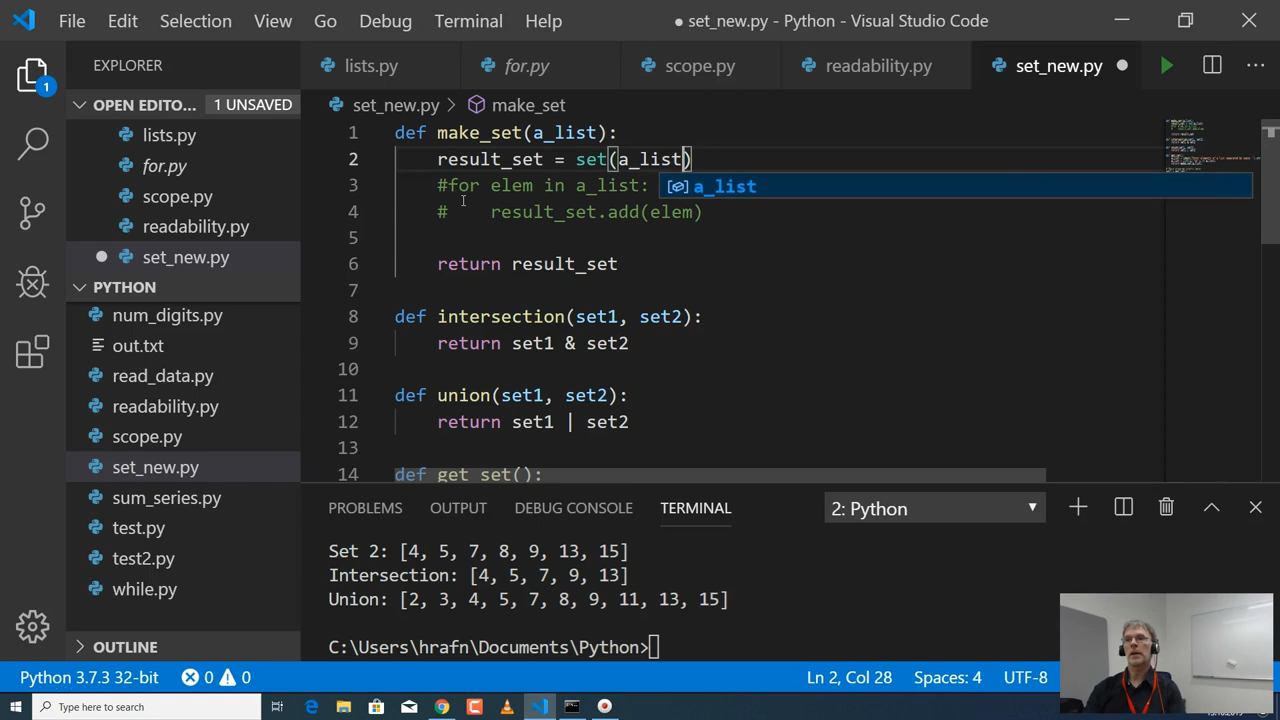 File Edit Selection View Go Debug Terminal Help
● set_new.py - Python - Visual Studio Code
EXPLORER
lists.py
for.py
scope.py
readability.py
set_new.py
OPEN EDITO... 1 UNSAVED
lists.py
for.py
scope.py
readability.py
set_new.py
PYTHON
num_digits.py
out.txt
read_data.py
readability.py
scope.py
set_new.py
sum_series.py
test.py
test2.py
while.py
OUTLINE
1
set_new.py > make_set
1 def make_set(a_list):
2 result_set = set(a_list)
3 #for elem in a_list:
a_list
4 # result_set.add(elem)
5
6 return result_set
7
8 def intersection(set1, set2):
9 return set1 & set2
10
11 def union(set1, set2):
12 return set1 | set2
13
14 def get_set():
PROBLEMS OUTPUT DEBUG CONSOLE TERMINAL 2: Python
Set 2: [4, 5, 7, 8, 9, 13, 15]
Intersection: [4, 5, 7, 9, 13]
Union: [2, 3, 4, 5, 7, 8, 9, 11, 13, 15]
C:\Users\hrafn\Documents\Python>
Python 3.7.3 32-bit 0 0 Ln 2, Col 28 Spaces: 4 UTF-8
Type here to search